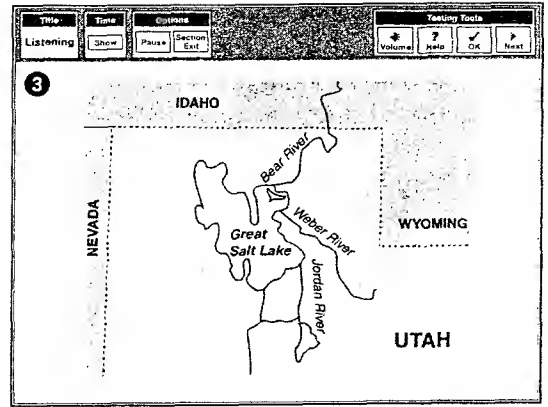 Title
Listening
Time
Show
Options
Pause
Section
Exit
Testing Tools
Volume
?
Help
✓
OK
Next
3
IDAHO
Bear River
NEVADA
Great
Salt Lake
Weber River
WYOMING
Jordan River
UTAH